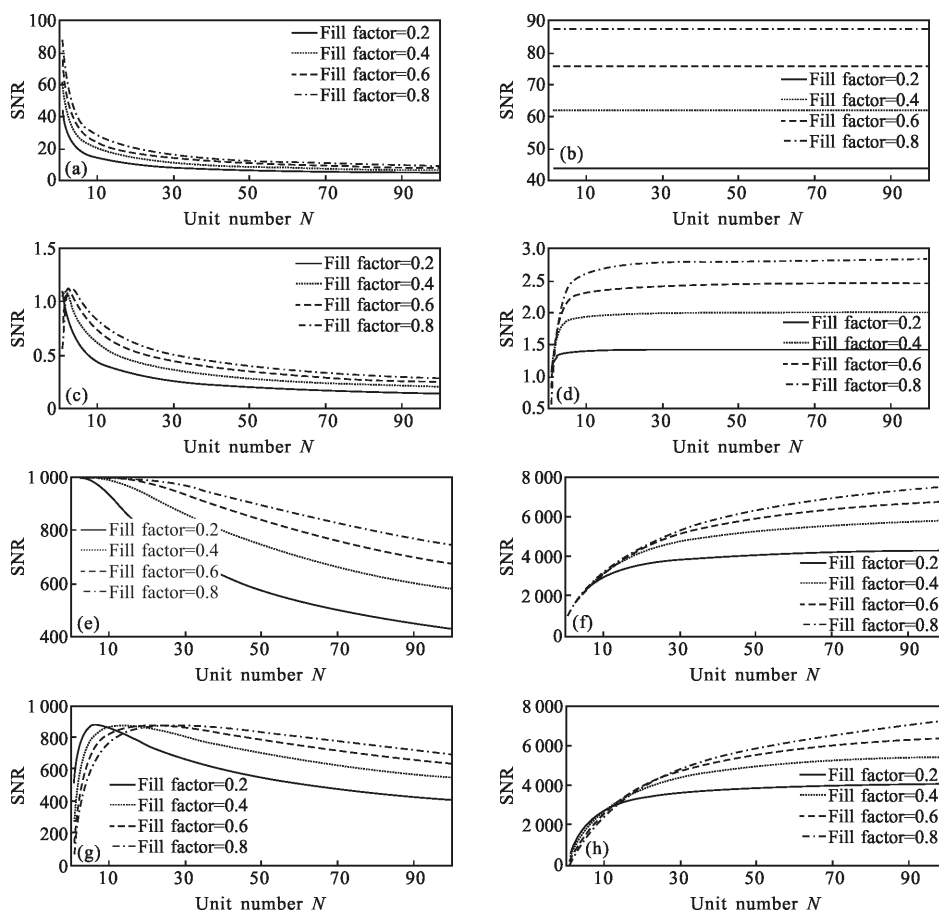 100
80
60
40
20
0
SNR
10 30 50 70 90
Unit number N
Fill factor=0.2
Fill factor=0.4
Fill factor=0.6
Fill factor=0.8
(a)
90
80
70
60
50
40
SNR
10 30 50 70 90
Unit number N
Fill factor=0.2
Fill factor=0.4
Fill factor=0.6
Fill factor=0.8
(b)
1.5
1.0
0.5
0
SNR
10 30 50 70 90
Unit number N
Fill factor=0.2
Fill factor=0.4
Fill factor=0.6
Fill factor=0.8
(c)
3.0
2.5
2.0
1.5
1.0
0.5
SNR
10 30 50 70 90
Unit number N
Fill factor=0.2
Fill factor=0.4
Fill factor=0.6
Fill factor=0.8
(d)
1 000
800
600
400
SNR
10 30 50 70 90
Unit number N
Fill factor=0.2
Fill factor=0.4
Fill factor=0.6
Fill factor=0.8
(e)
8 000
6 000
4 000
2 000
0
SNR
10 30 50 70 90
Unit number N
Fill factor=0.2
Fill factor=0.4
Fill factor=0.6
Fill factor=0.8
(f)
1 000
800
600
400
200
0
SNR
10 30 50 70 90
Unit number N
Fill factor=0.2
Fill factor=0.4
Fill factor=0.6
Fill factor=0.8
(g)
8 000
6 000
4 000
2 000
0
SNR
10 30 50 70 90
Unit number N
Fill factor=0.2
Fill factor=0.4
Fill factor=0.6
Fill factor=0.8
(h)